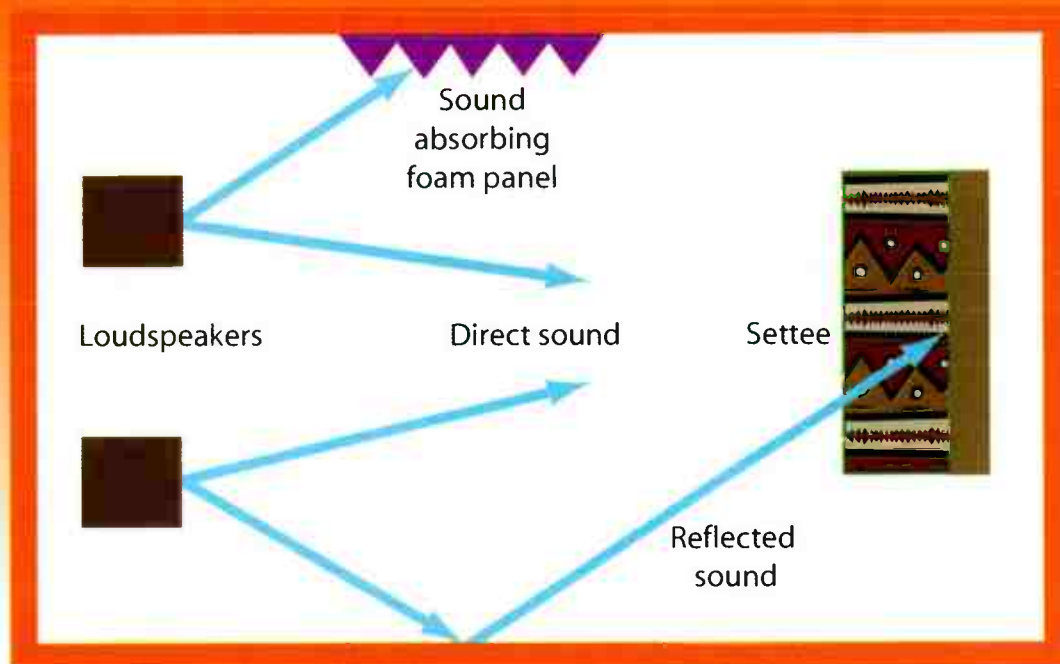 Sound
absorbing
foam panel
Loudspeakers
Direct sound
Settee
Reflected
sound